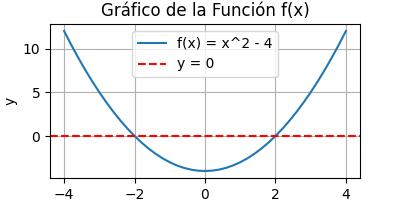 Gráfico de la Función f(x)
f(x) = x^2 - 4
y = 0
y
10
5
0
−4
−2
0
2
4